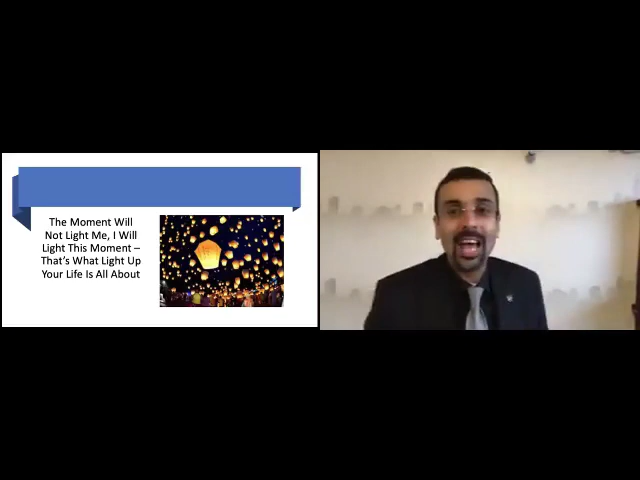 The Moment Will
Not Light Me, I Will
Light This Moment –
That's What Light Up
Your Life Is All About